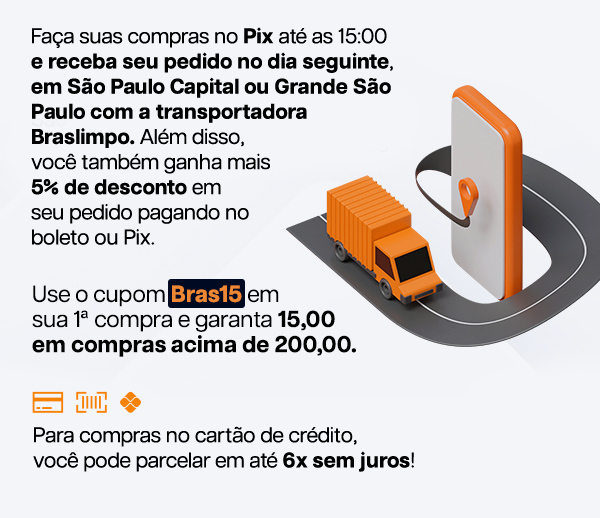 Faça suas compras no Pix até as 15:00
e receba seu pedido no dia seguinte,
em São Paulo Capital ou Grande São
Paulo com a transportadora
Braslimpo. Além disso,
você também ganha mais
5% de desconto em
seu pedido pagando no
boleto ou Pix.
Use o cupom Bras15 em
sua 1ª compra e garanta 15,00
em compras acima de 200,00.
Para compras no cartão de crédito,
você pode parcelar em até 6x sem juros!